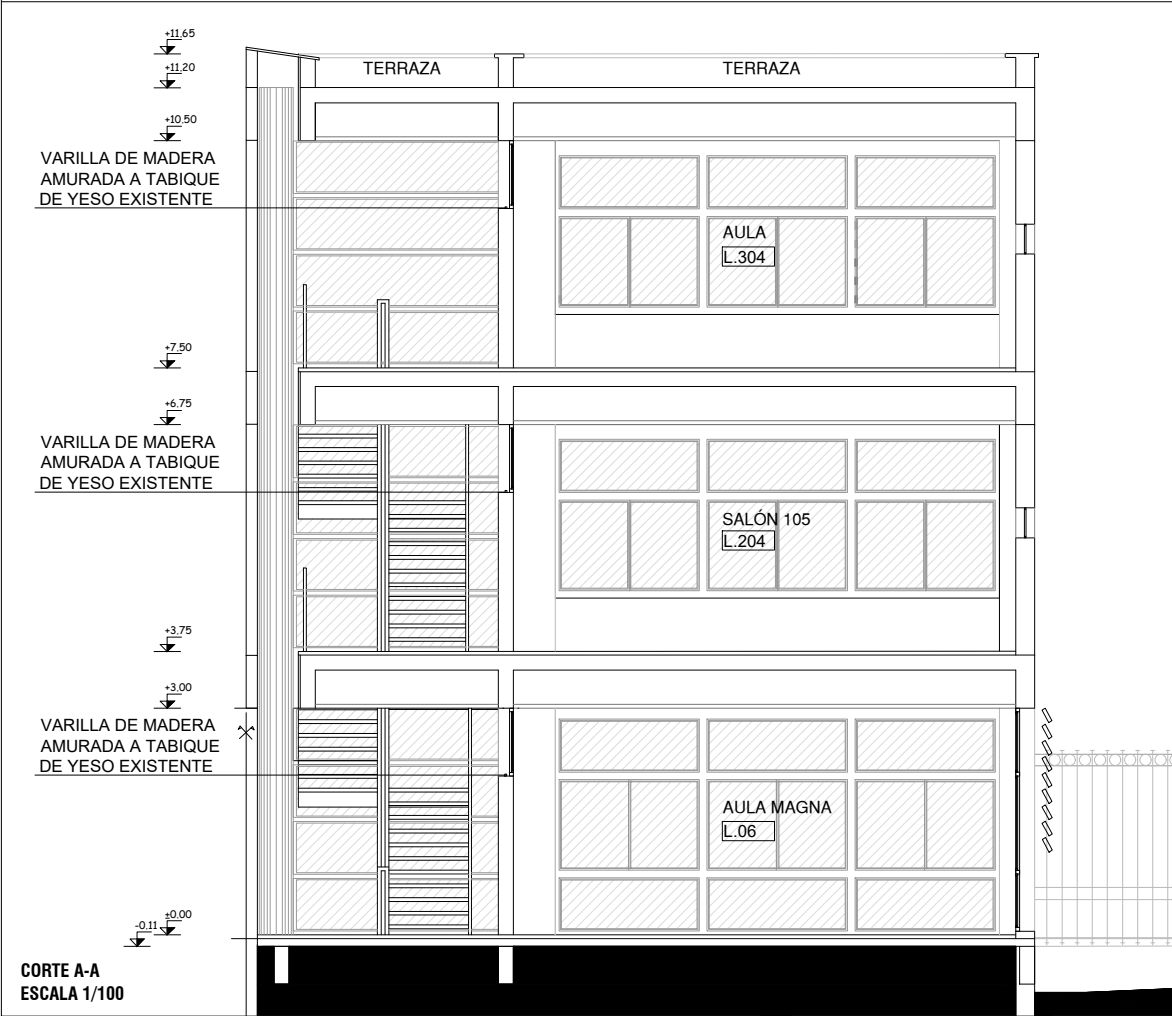 +11,65
TERRAZA
TERRAZA
+11,20
+10,50
VARILLA DE MADERA
AMURADA A TABIQUE
DE YESO EXISTENTE
AULA
L.304
+7,50
+6,75
VARILLA DE MADERA
AMURADA A TABIQUE
DE YESO EXISTENTE
SALÓN 105
L.204
+3,75
+3,00
VARILLA DE MADERA
AMURADA A TABIQUE
DE YESO EXISTENTE
AULA MAGNA
L.06
±0,00
-0,11
CORTE A-A
ESCALA 1/100